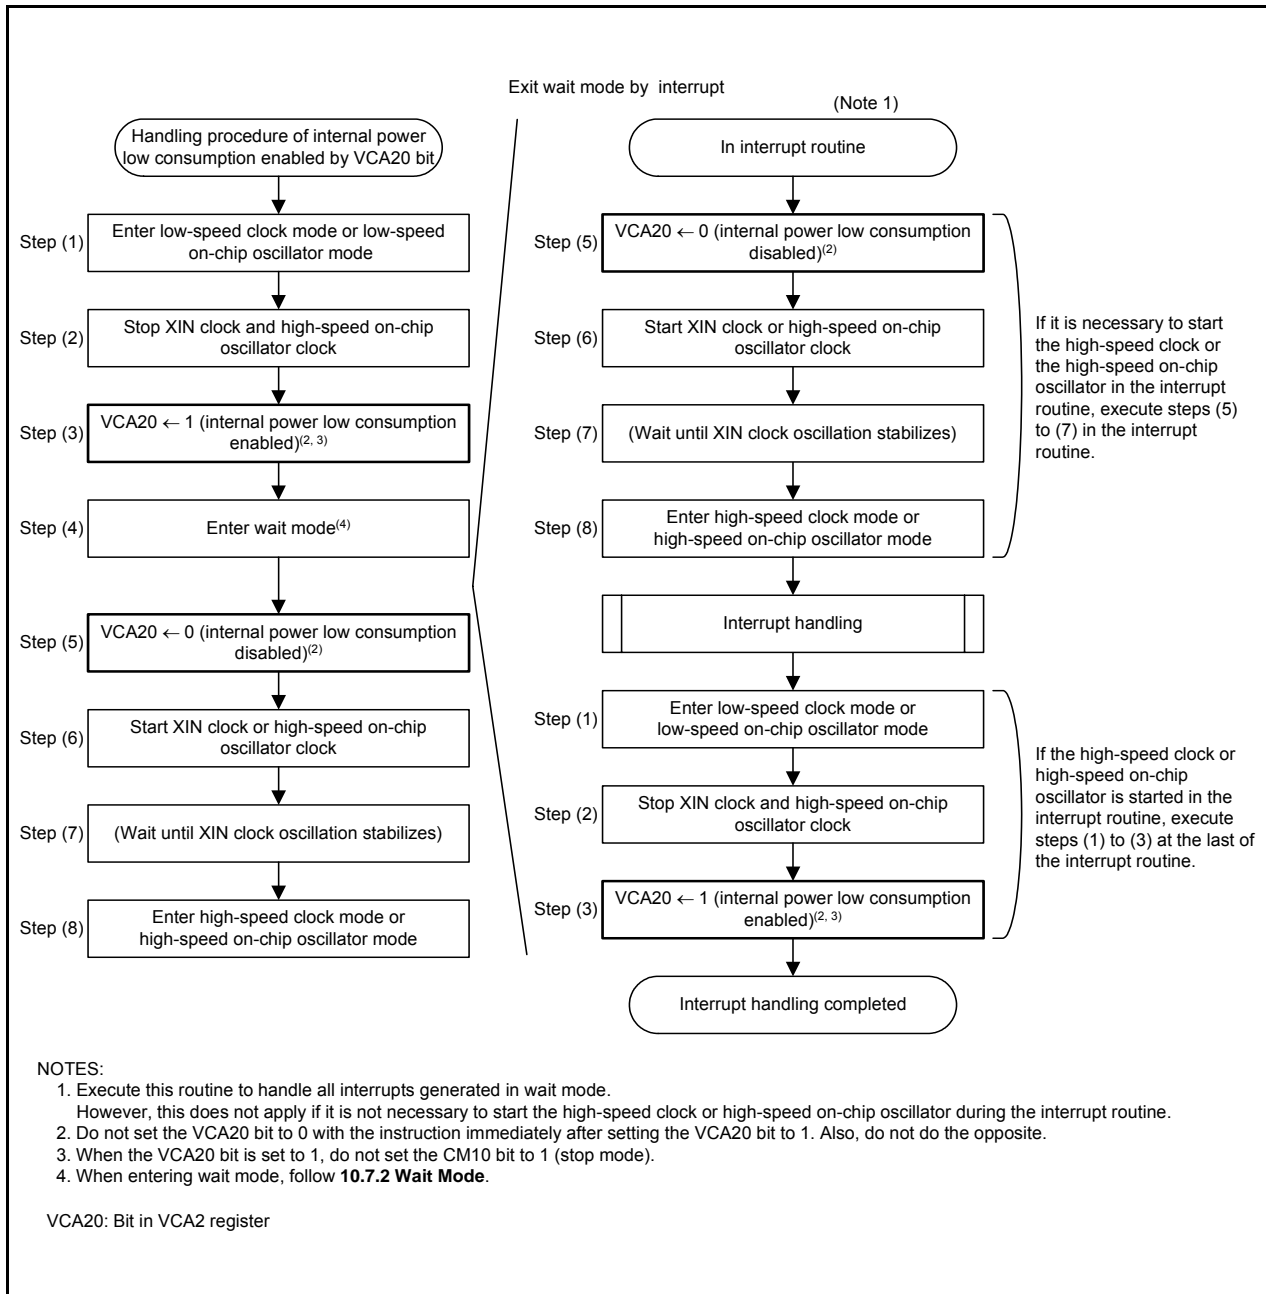 Exit wait mode by interrupt
(Note 1)
Handling procedure of internal power
low consumption enabled by VCA20 bit
Step (1)
Enter low-speed clock mode or low-speed
on-chip oscillator mode
Step (2)
Stop XIN clock and high-speed on-chip
oscillator clock
Step (3)
VCA20 ← 1 (internal power low consumption
enabled)(2, 3)
Step (4)
Enter wait mode(4)
Step (5)
VCA20 ← 0 (internal power low consumption
disabled)(2)
Step (6)
Start XIN clock or high-speed on-chip
oscillator clock
Step (7)
(Wait until XIN clock oscillation stabilizes)
Step (8)
Enter high-speed clock mode or
high-speed on-chip oscillator mode
In interrupt routine
Step (5)
VCA20 ← 0 (internal power low consumption
disabled)(2)
Step (6)
Start XIN clock or high-speed on-chip
oscillator clock
Step (7)
(Wait until XIN clock oscillation stabilizes)
Step (8)
Enter high-speed clock mode or
high-speed on-chip oscillator mode
If it is necessary to start
the high-speed clock or
the high-speed on-chip
oscillator in the interrupt
routine, execute steps (5)
to (7) in the interrupt
routine.
Interrupt handling
Step (1)
Enter low-speed clock mode or
low-speed on-chip oscillator mode
Step (2)
Stop XIN clock and high-speed on-chip
oscillator clock
Step (3)
VCA20 ← 1 (internal power low consumption
enabled)(2, 3)
If the high-speed clock or
high-speed on-chip
oscillator is started in the
interrupt routine, execute
steps (1) to (3) at the last of
the interrupt routine.
Interrupt handling completed
NOTES:
1. Execute this routine to handle all interrupts generated in wait mode.
However, this does not apply if it is not necessary to start the high-speed clock or high-speed on-chip oscillator during the interrupt routine.
2. Do not set the VCA20 bit to 0 with the instruction immediately after setting the VCA20 bit to 1. Also, do not do the opposite.
3. When the VCA20 bit is set to 1, do not set the CM10 bit to 1 (stop mode).
4. When entering wait mode, follow 10.7.2 Wait Mode.
VCA20: Bit in VCA2 register